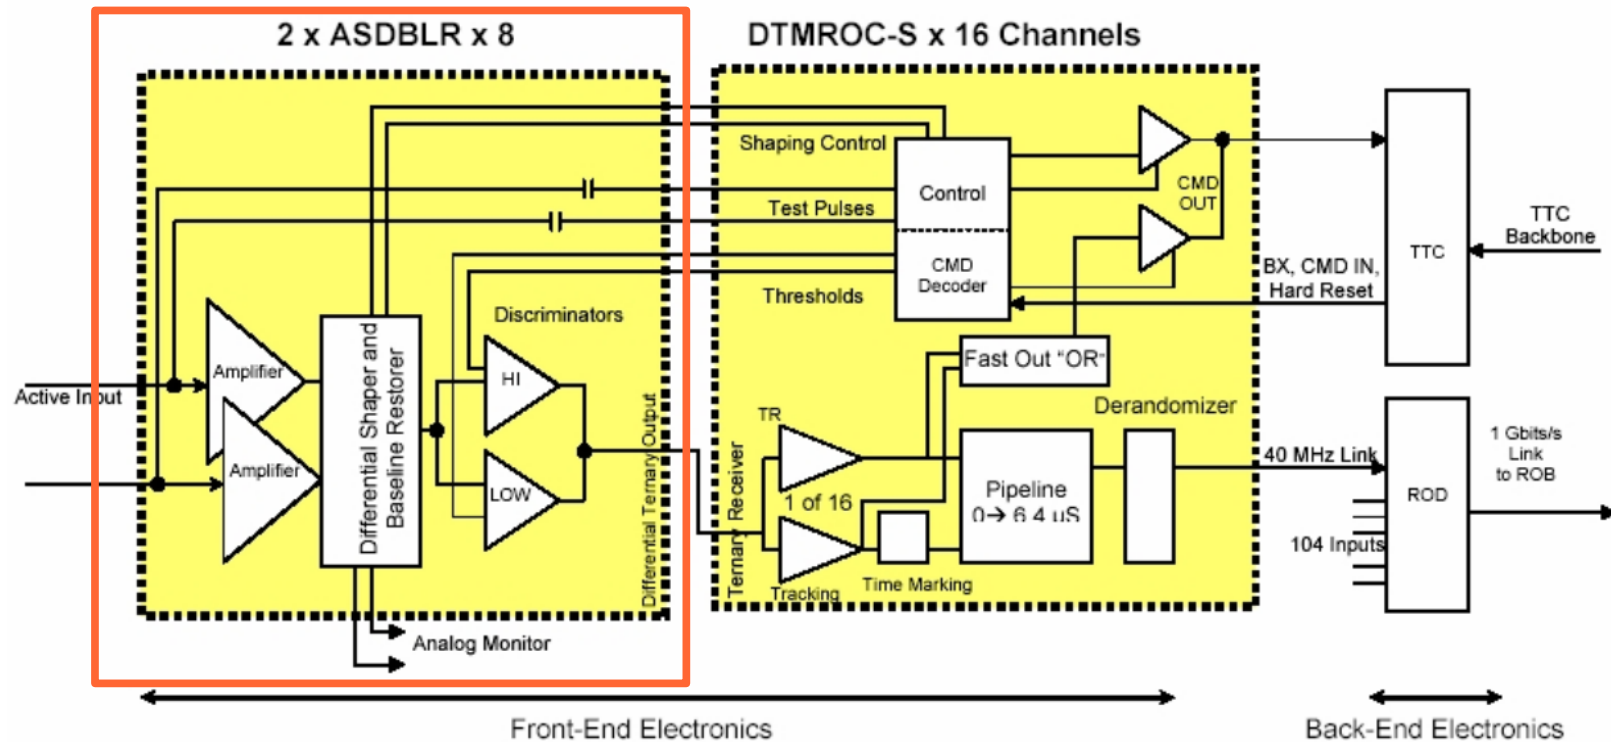 2 x ASDBLR x 8
DTMROC-S x 16 Channels
Shaping Control
Control
Test Pulses
CMD
Decoder
Thresholds
CMD
OUT
TTC
TTC
Backbone
BX, CMD IN,
Hard Reset
Active Input
Amplifier
Amplifier
Differential Shaper and
Baseline Restorer
Discriminators
HI
LOW
Differential Ternary Output
Analog Monitor
Ternary Receiver
TR
1 of 16
Tracking
Time Marking
Fast Out "OR"
Pipeline
0→ 6.4 uS
Derandomizer
40 MHz Link
104 Inputs
ROD
1 Gbits/s
Link
to ROB
Front-End Electronics
Back-End Electronics